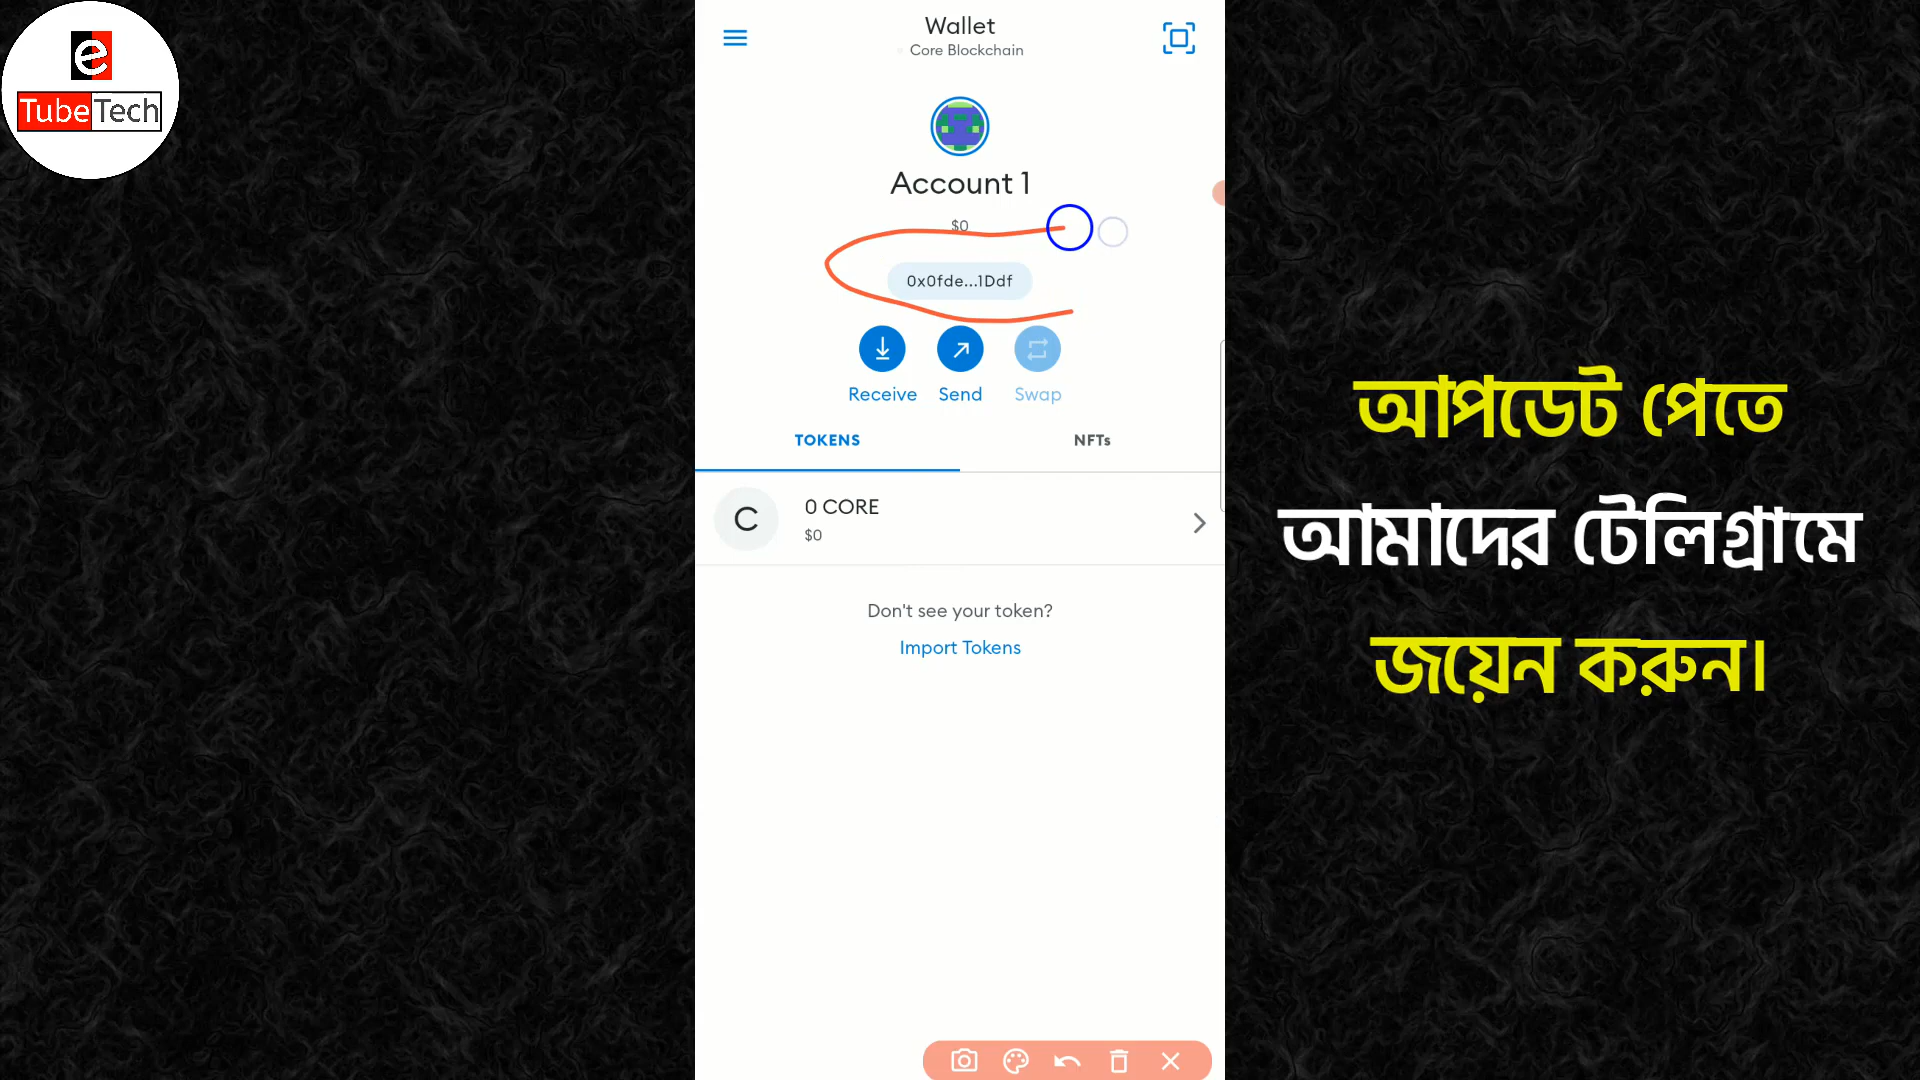 e
TubeTech
Wallet
Core Blockchain
Account 1
$0
0x0fde...1Ddf
Receive Send Swap
TOKENS NFTs
C
0 CORE
$0
Don't see your token?
Import Tokens
আপডেট পেতে
আমাদের টেলিগ্রামে
জয়েন করুন।